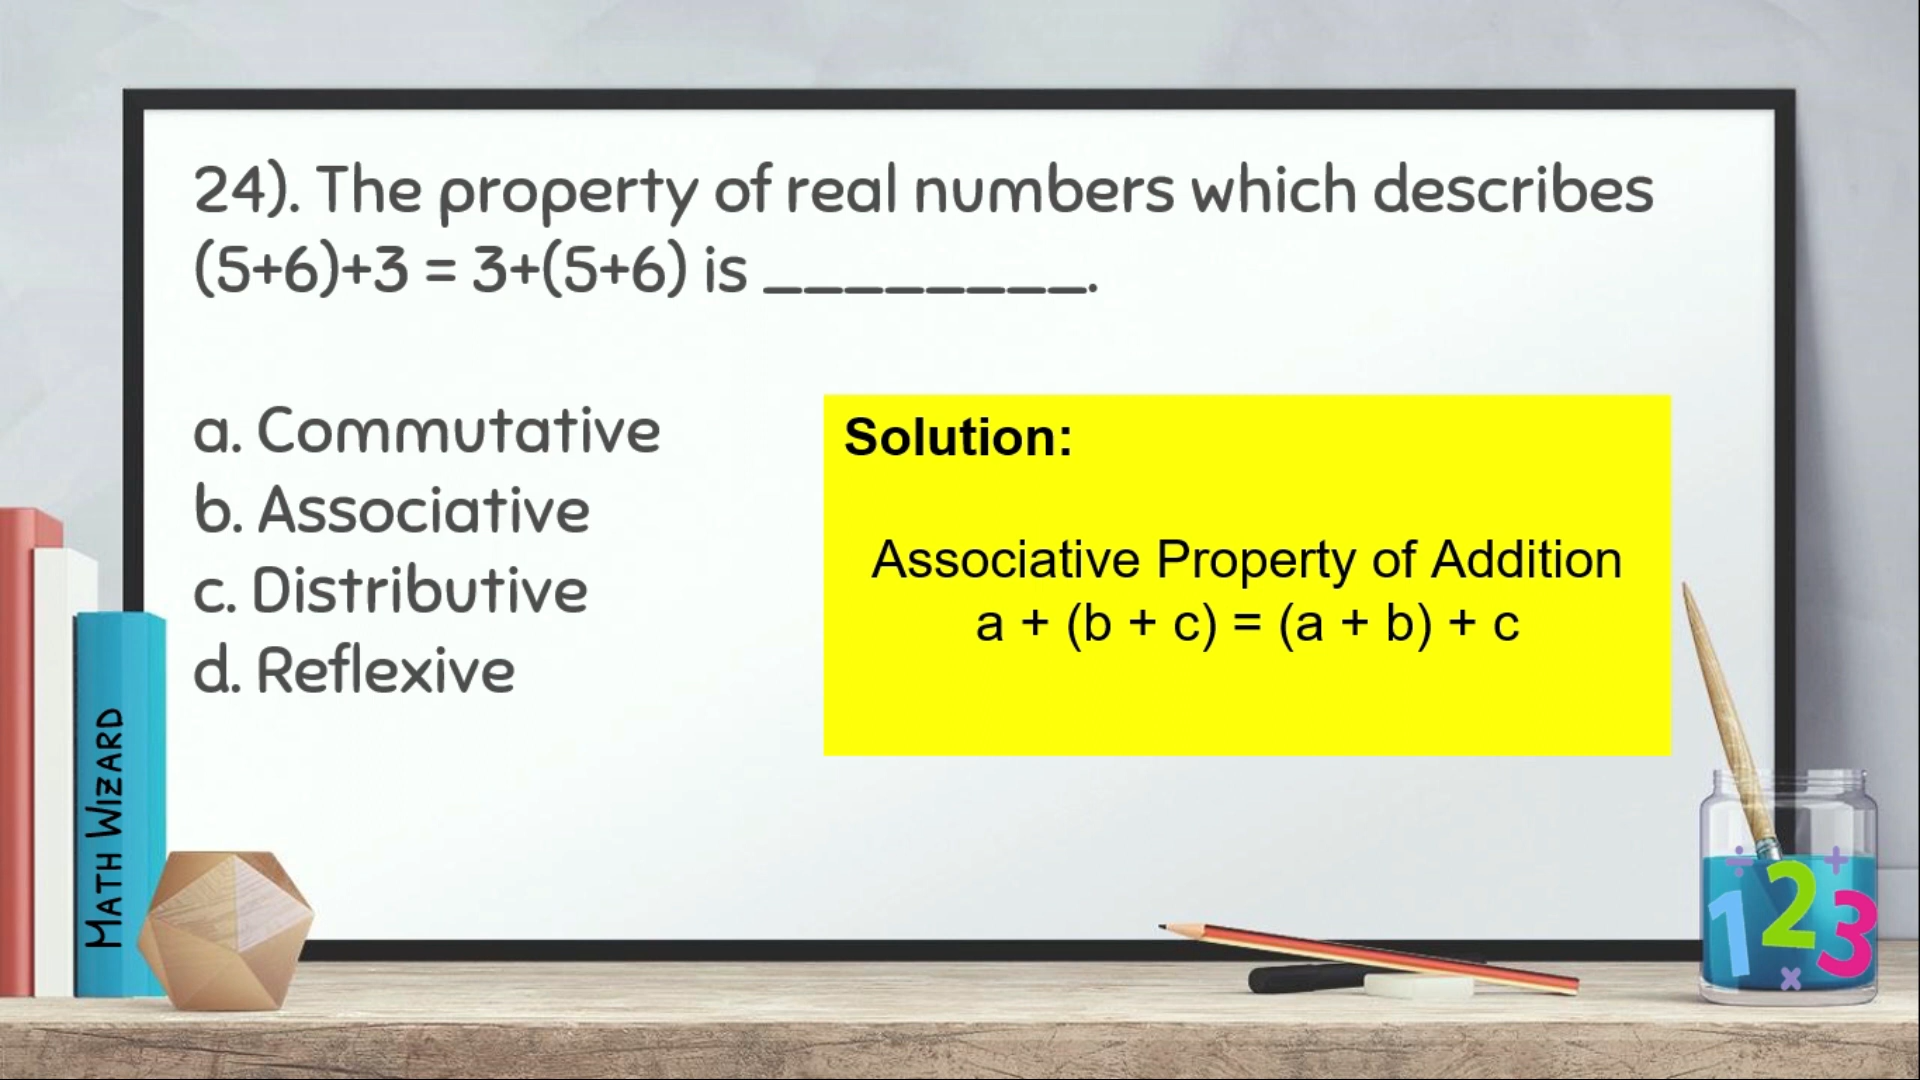 24). The property of real numbers which describes
(5+6)+3 = 3+(5+6) is ________.
a. Commutative
b. Associative
c. Distributive
d. Reflexive
Solution:
Associative Property of Addition
a + (b + c) = (a + b) + c
MATH WIZARD
÷ +
123
x